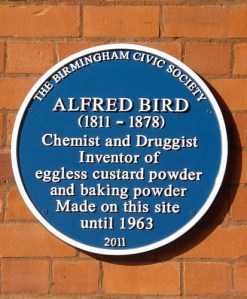 THE BIRMINGHAM CIVIC SOCIETY
ALFRED BIRD
(1811 - 1878)
Chemist and Druggist
Inventor of
eggless custard powder
and baking powder
Made on this site
until 1963
2011